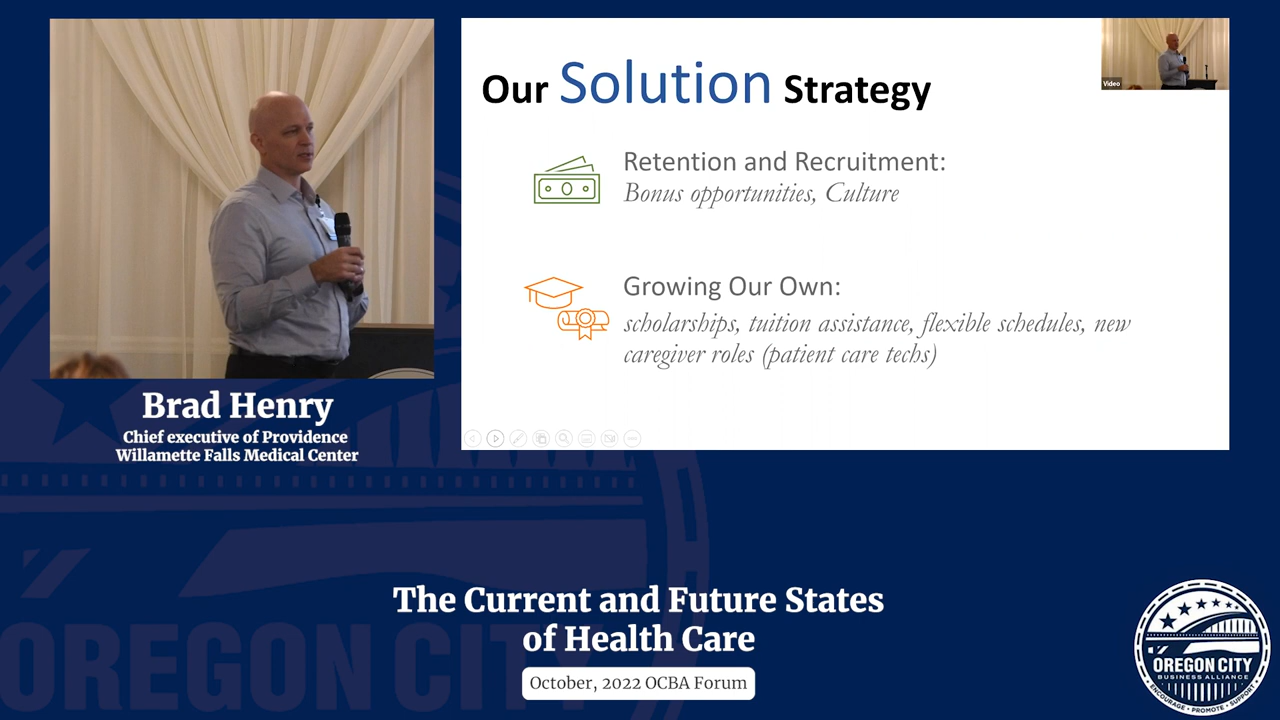 Our Solution Strategy
Video
Retention and Recruitment:
Bonus opportunities, Culture
Growing Our Own:
scholarships, tuition assistance, flexible schedules, new
caregiver roles (patient care techs)
Brad Henry
Chief executive of Providence
Willamette Falls Medical Center
The Current and Future States
of Health Care
October, 2022 OCBA Forum
OREGON CITY
OREGON CITY
BUSINESS ALLIANCE
ENCOURAGE • PROMOTE • SUPPORT